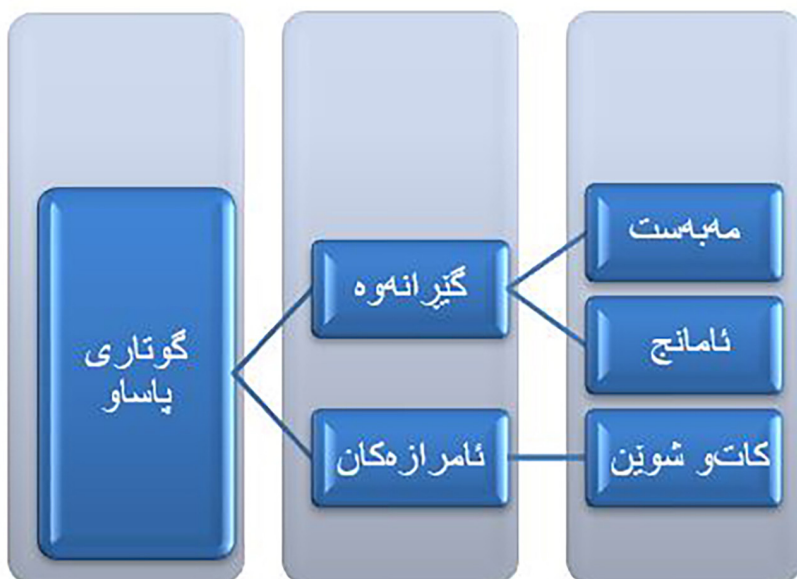 گوتاری
پاساو
گێڕانەوە
ئامرازەکان
مەبەست
ئامانج
کات‌و شوێن